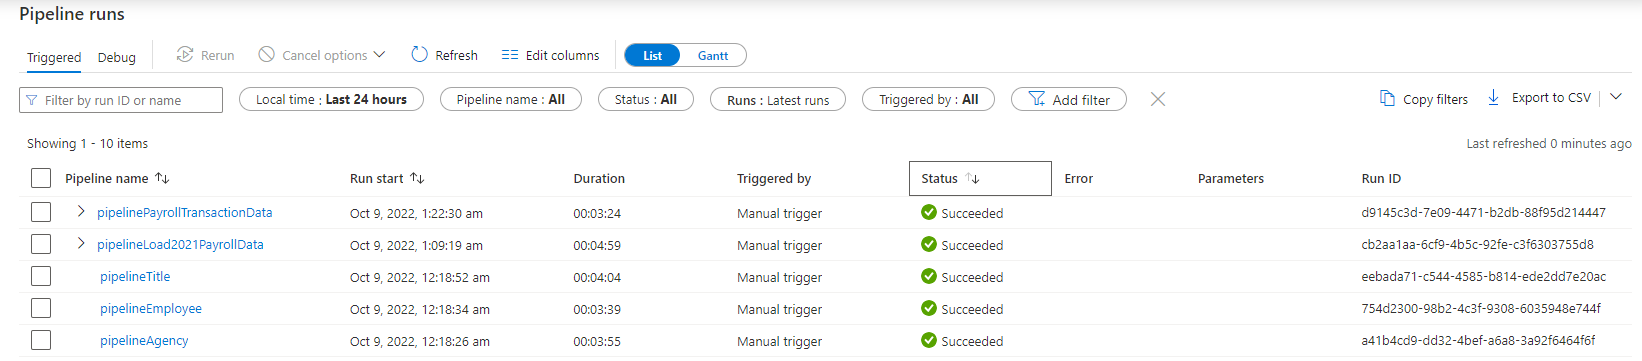 Pipeline runs
Triggered Debug Rerun Cancel options Refresh Edit columns List Gantt
Filter by run ID or name Local time : Last 24 hours Pipeline name : All Status : All Runs : Latest runs Triggered by : All Add filter Copy filters Export to CSV
Showing 1 - 10 items Last refreshed 0 minutes ago
Pipeline name Run start Duration Triggered by Status Error Parameters Run ID
pipelinePayrollTransactionData Oct 9, 2022, 1:22:30 am 00:03:24 Manual trigger Succeeded d9145c3d-7e09-4471-b2db-88f95d214447
pipelineLoad2021PayrollData Oct 9, 2022, 1:09:19 am 00:04:59 Manual trigger Succeeded cb2aa1aa-6cf9-4b5c-92fe-c3f6303755d8
pipelineTitle Oct 9, 2022, 12:18:52 am 00:04:04 Manual trigger Succeeded eebada71-c544-4585-b814-ede2dd7e20ac
pipelineEmployee Oct 9, 2022, 12:18:34 am 00:03:39 Manual trigger Succeeded 754d2300-98b2-4c3f-9308-6035948e744f
pipelineAgency Oct 9, 2022, 12:18:26 am 00:03:55 Manual trigger Succeeded a41b4cd9-dd32-4bef-a6a8-3a92f6464f6f